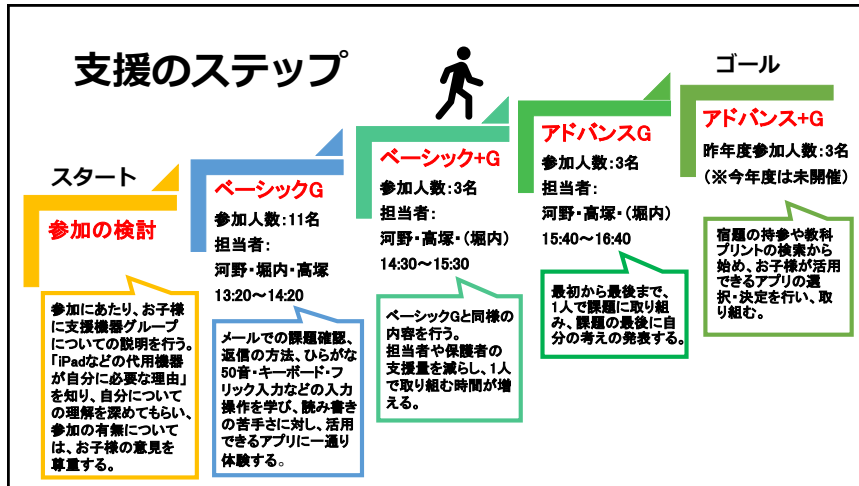 支援のステップ
スタート
参加の検討
参加にあたり、お子様
に支援機器グループ
についての説明を行う。
「iPadなどの代用機器
が自分に必要な理由」
を知り、自分について
の理解を深めてもらい、
参加の有無について
は、お子様の意見を
尊重する。
ベーシックG
参加人数:11名
担当者:
河野・堀内・高塚
13:20~14:20
メールでの課題確認、
返信の方法、ひらがな
50音・キーボード・フ
リック入力などの入力
操作を学び、読み書き
の苦手さに対し、活用
できるアプリに一通り
体験する。
ベーシック+G
参加人数:3名
担当者:
河野・高塚・(堀内)
14:30~15:30
ベーシックGと同様の
内容を行う。
担当者や保護者の
支援量を減らし、1人
で取り組む時間が増
える。
アドバンスG
参加人数:3名
担当者:
河野・高塚・(堀内)
15:40~16:40
最初から最後まで、
1人で課題に取り組
み、課題の最後に自
分の考えの発表する。
ゴール
アドバンス+G
昨年度参加人数:3名
(※今年度は未開催)
宿題の持参や教科
プリントの検索から
始め、お子様が活用
できるアプリの選
択・決定を行い、取
り組む。